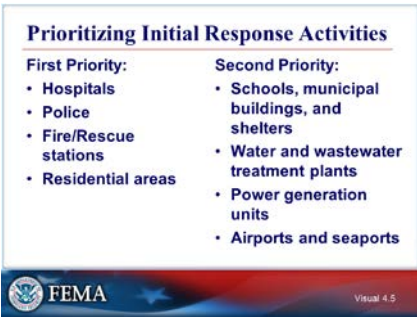 Prioritizing Initial Response Activities
First Priority:
• Hospitals
• Police
• Fire/Rescue
stations
• Residential areas
Second Priority:
• Schools, municipal
buildings, and
shelters
• Water and wastewater
treatment plants
• Power generation
units
• Airports and seaports
FEMA
Visual 4.5